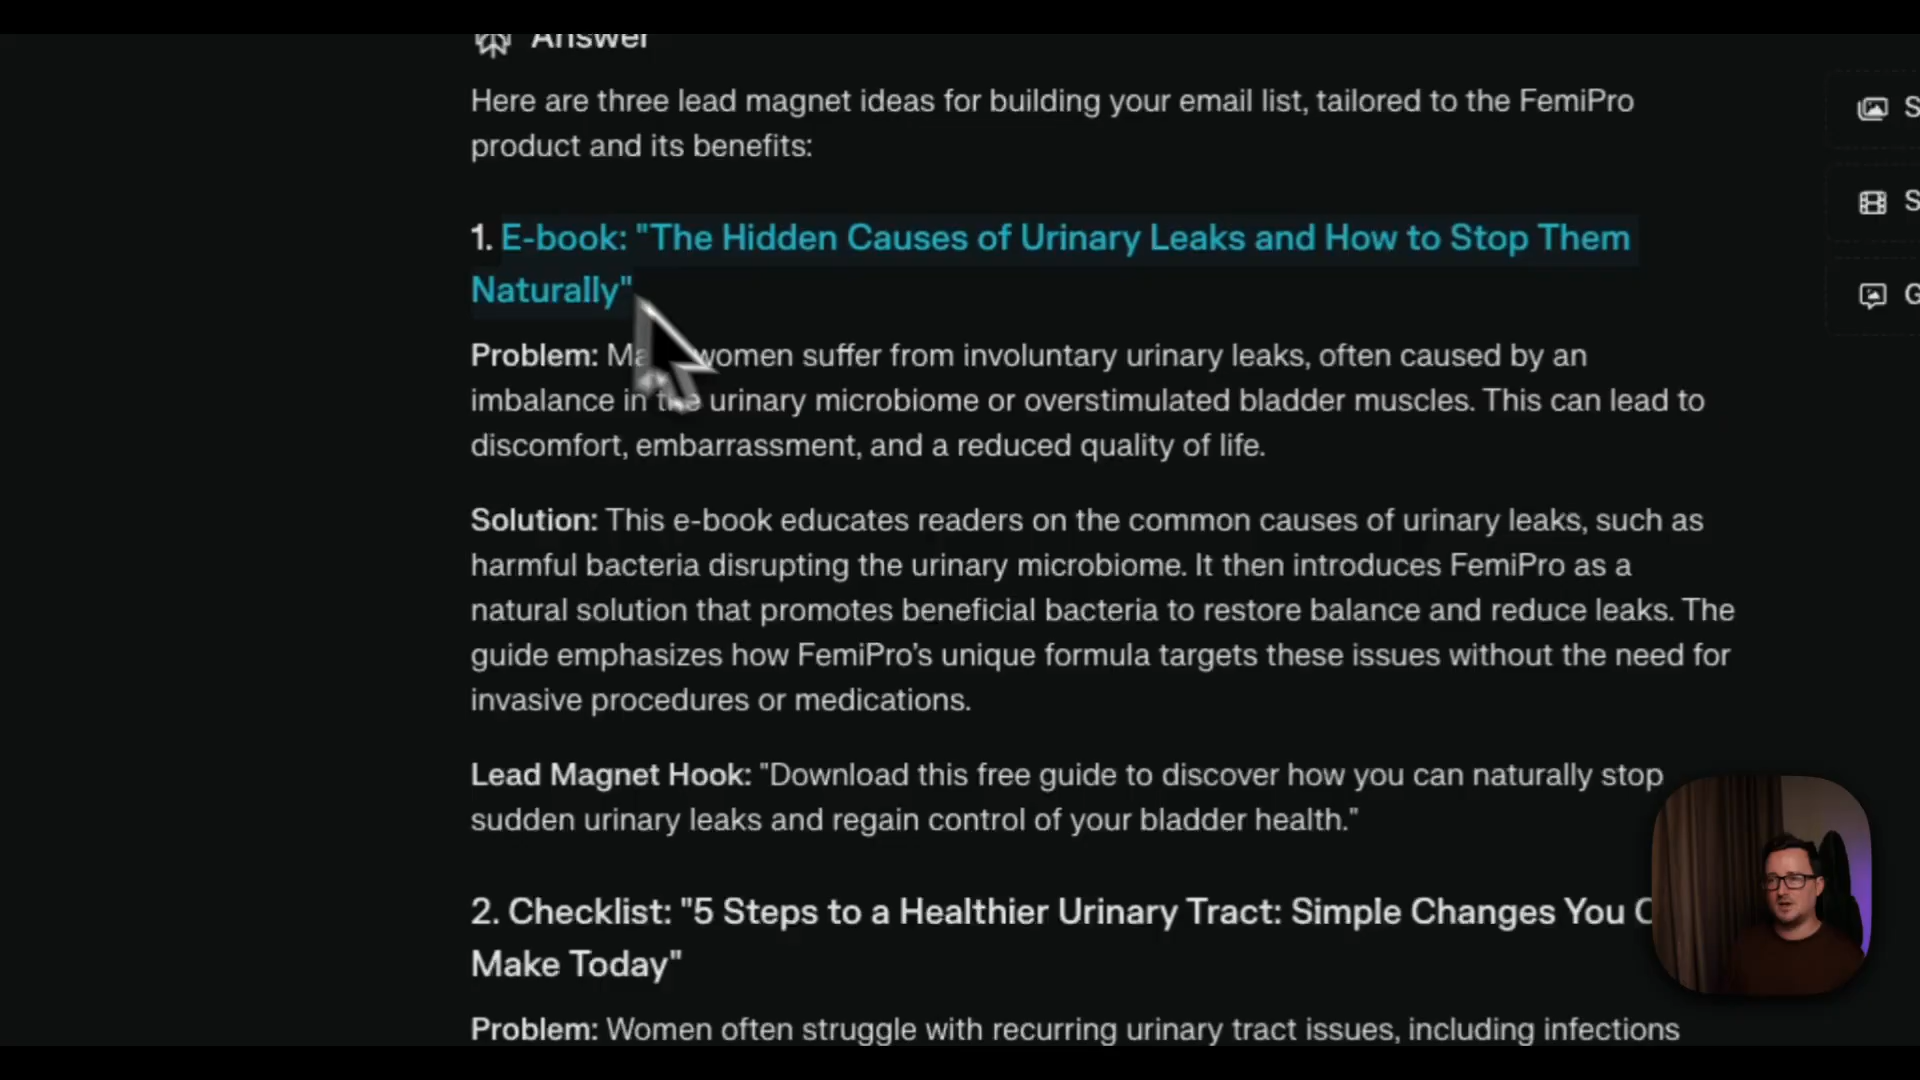 Answer
Here are three lead magnet ideas for building your email list, tailored to the FemiPro
product and its benefits:
1. E-book: "The Hidden Causes of Urinary Leaks and How to Stop Them
Naturally"
Problem: women suffer from involuntary urinary leaks, often caused by an
imbalance in the urinary microbiome or overstimulated bladder muscles. This can lead to
discomfort, embarrassment, and a reduced quality of life.
Solution: This e-book educates readers on the common causes of urinary leaks, such as
harmful bacteria disrupting the urinary microbiome. It then introduces FemiPro as a
natural solution that promotes beneficial bacteria to restore balance and reduce leaks. The
guide emphasizes how FemiPro's unique formula targets these issues without the need for
invasive procedures or medications.
Lead Magnet Hook: "Download this free guide to discover how you can naturally stop
sudden urinary leaks and regain control of your bladder health."
2. Checklist: "5 Steps to a Healthier Urinary Tract: Simple Changes You
Make Today"
Problem: Women often struggle with recurring urinary tract issues, including infections